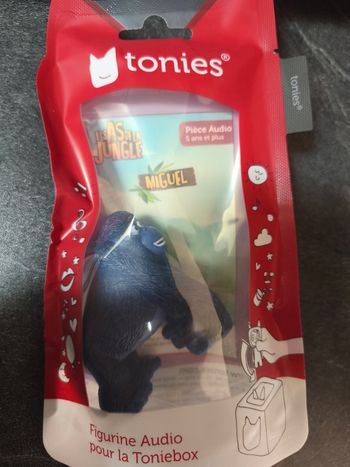 tonies®
tonies®
LES AS DE LA
JUNGLE
Pièce Audio
5 ans et plus
MIGUEL
Figurine Audio
pour la Toniebox